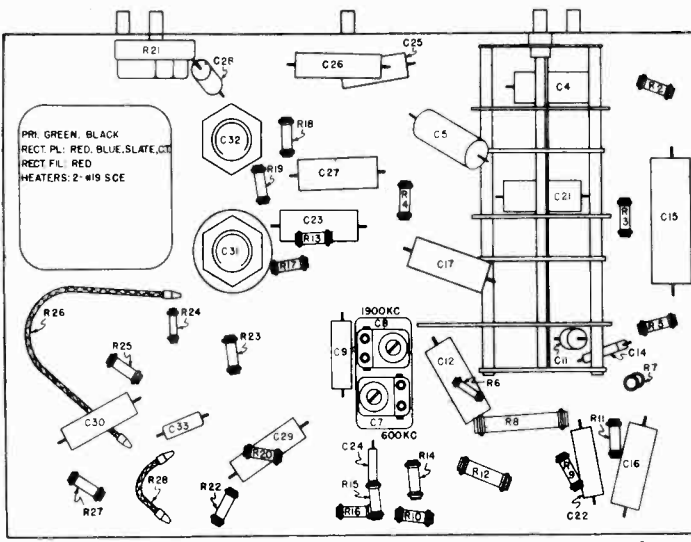 R21
C28
C26
C25
C4
R2
PRI. GREEN, BLACK
RECT. PL: RED, BLUE, SLATE, C.T.
RECT FIL: RED
HEATERS: 2-#19 SCE
C32
R18
C5
R19
C27
R4
C21
R3
C15
C23
R13
C31
R17
C17
R26
R24
1900KC
C8
C9
R23
R25
C12
R6
C11
C14
R5
R7
C7
600KC
R8
C30
C33
C29
R20
C24
R14
R11
R15
R12
R9
C16
R27
R28
R22
R16
R10
C22